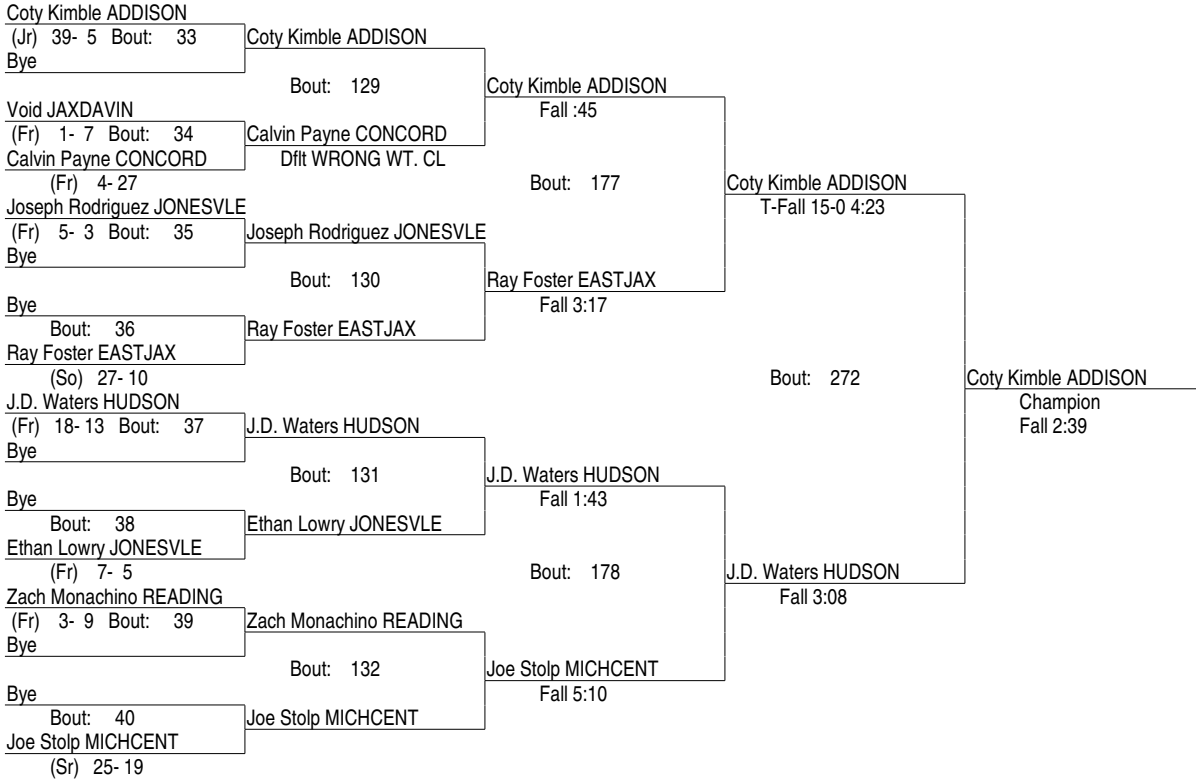 Coty Kimble ADDISON
(Jr) 39- 5 Bout: 33
Bye
Void JAXDAVIN
(Fr) 1- 7 Bout: 34
Calvin Payne CONCORD
(Fr) 4- 27
Joseph Rodriguez JONESVLE
(Fr) 5- 3 Bout: 35
Bye
Bye
Bout: 36
Ray Foster EASTJAX
(So) 27- 10
J.D. Waters HUDSON
(Fr) 18- 13 Bout: 37
Bye
Bye
Bout: 38
Ethan Lowry JONESVLE
(Fr) 7- 5
Zach Monachino READING
(Fr) 3- 9 Bout: 39
Bye
Bye
Bout: 40
Joe Stolp MICHCENT
(Sr) 25- 19
Coty Kimble ADDISON
Bout: 129
Calvin Payne CONCORD
Dflt WRONG WT. CL
Joseph Rodriguez JONESVLE
Bout: 130
Ray Foster EASTJAX
J.D. Waters HUDSON
Bout: 131
Ethan Lowry JONESVLE
Zach Monachino READING
Bout: 132
Joe Stolp MICHCENT
Coty Kimble ADDISON
Fall :45
Bout: 177
Ray Foster EASTJAX
Fall 3:17
J.D. Waters HUDSON
Fall 1:43
Bout: 178
Joe Stolp MICHCENT
Fall 5:10
Coty Kimble ADDISON
T-Fall 15-0 4:23
Bout: 272
J.D. Waters HUDSON
Fall 3:08
Coty Kimble ADDISON
Champion
Fall 2:39